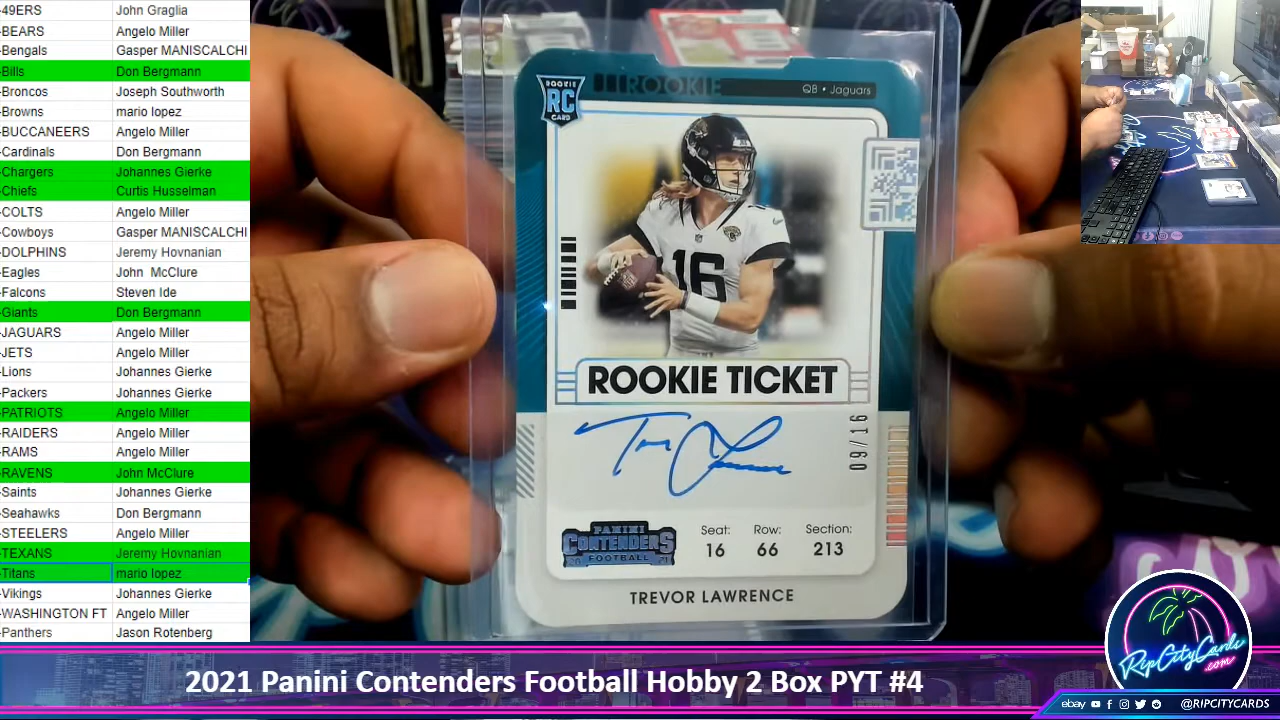 -49ERS John Graglia
-BEARS Angelo Miller
-Bengals Gasper MANISCALCHI
-Bills Don Bergmann
-Broncos Joseph Southworth
-Browns mario lopez
-BUCCANEERS Angelo Miller
-Cardinals Don Bergmann
-Chargers Johannes Gierke
-Chiefs Curtis Husselman
-COLTS Angelo Miller
-Cowboys Gasper MANISCALCHI
-DOLPHINS Jeremy Hovnanian
-Eagles John McClure
-Falcons Steven Ide
-Giants Don Bergmann
-JAGUARS Angelo Miller
-JETS Angelo Miller
-Lions Johannes Gierke
-Packers Johannes Gierke
-PATRIOTS Angelo Miller
-RAIDERS Angelo Miller
-RAMS Angelo Miller
-RAVENS John McClure
-Saints Johannes Gierke
-Seahawks Don Bergmann
-STEELERS Angelo Miller
-TEXANS Jeremy Hovnanian
-Titans mario lopez
-Vikings Johannes Gierke
-WASHINGTON FT Angelo Miller
-Panthers Jason Rotenberg
ROOKIE
RC
CARD
ROOKIE
QB • Jaguars
16
ROOKIE TICKET
09/16
PANINI
CONTENDERS
FOOTBALL
Seat: Row: Section:
16 66 213
TREVOR LAWRENCE
RipCityCards
.com
2021 Panini Contenders Football Hobby 2 Box PYT #4
ebay @RIPCITYCARDS